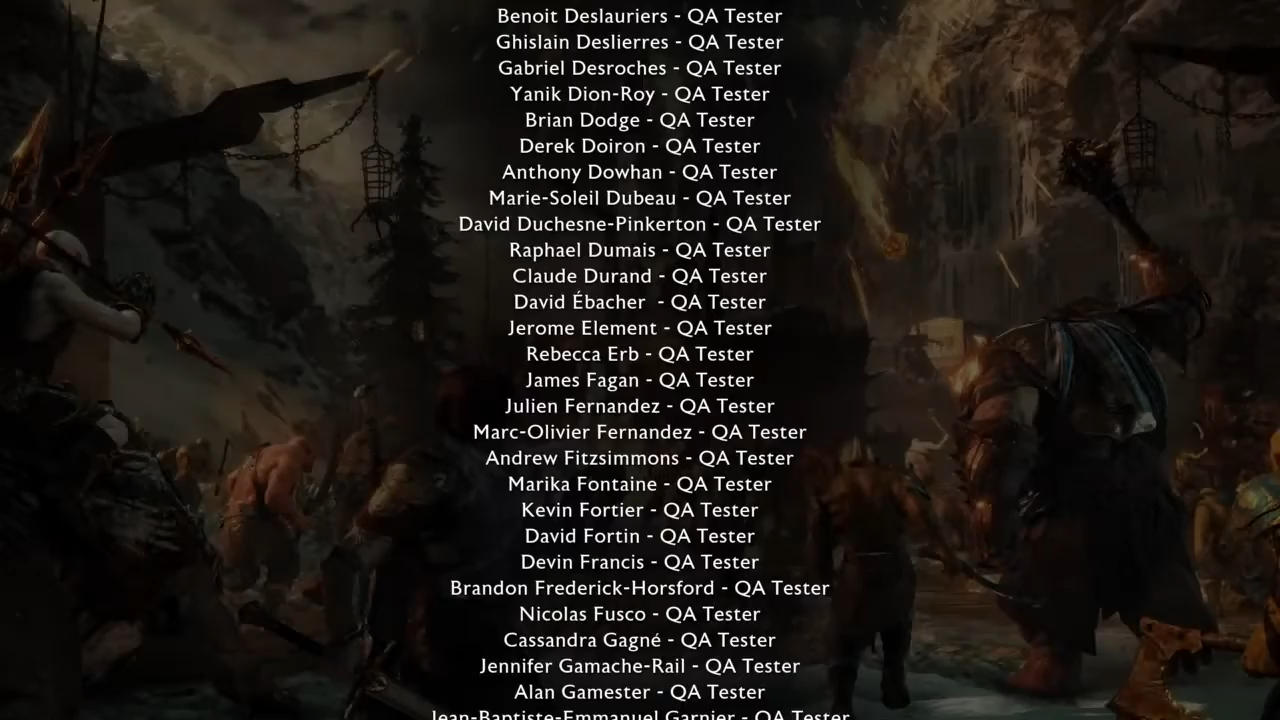 Benoit Deslauriers - QA Tester
Ghislain Deslierres - QA Tester
Gabriel Desroches - QA Tester
Yanik Dion-Roy - QA Tester
Brian Dodge - QA Tester
Derek Doiron - QA Tester
Anthony Dowhan - QA Tester
Marie-Soleil Dubeau - QA Tester
David Duchesne-Pinkerton - QA Tester
Raphael Dumais - QA Tester
Claude Durand - QA Tester
David Ébacher  - QA Tester
Jerome Element - QA Tester
Rebecca Erb - QA Tester
James Fagan - QA Tester
Julien Fernandez - QA Tester
Marc-Olivier Fernandez - QA Tester
Andrew Fitzsimmons - QA Tester
Marika Fontaine - QA Tester
Kevin Fortier - QA Tester
David Fortin - QA Tester
Devin Francis - QA Tester
Brandon Frederick-Horsford - QA Tester
Nicolas Fusco - QA Tester
Cassandra Gagné - QA Tester
Jennifer Gamache-Rail - QA Tester
Alan Gamester - QA Tester
Jean-Baptiste-Emmanuel Garnier - QA Tester